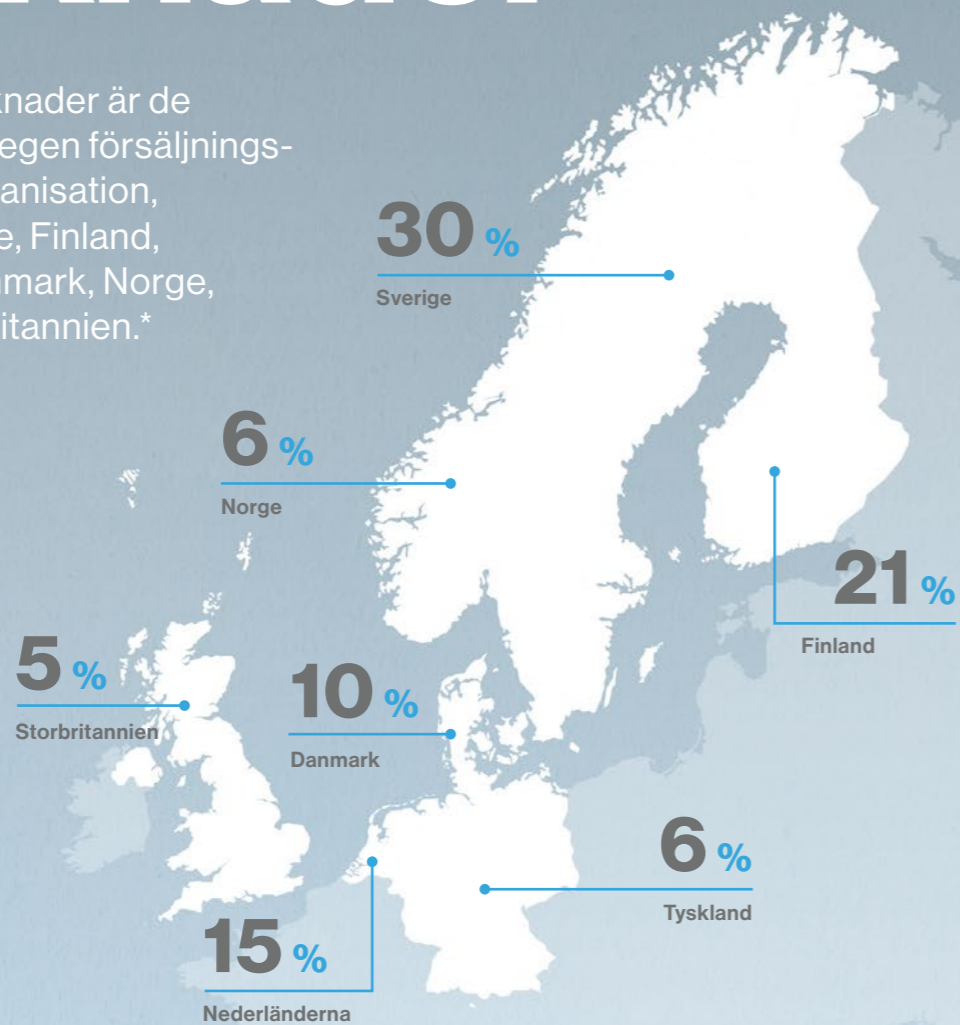 knader är de
egen försäljnings-
anisation,
e, Finland,
mark, Norge,
itannien.*
30 %
Sverige
6 %
Norge
21 %
Finland
5 %
Storbritannien
10 %
Danmark
6 %
Tyskland
15 %
Nederländerna